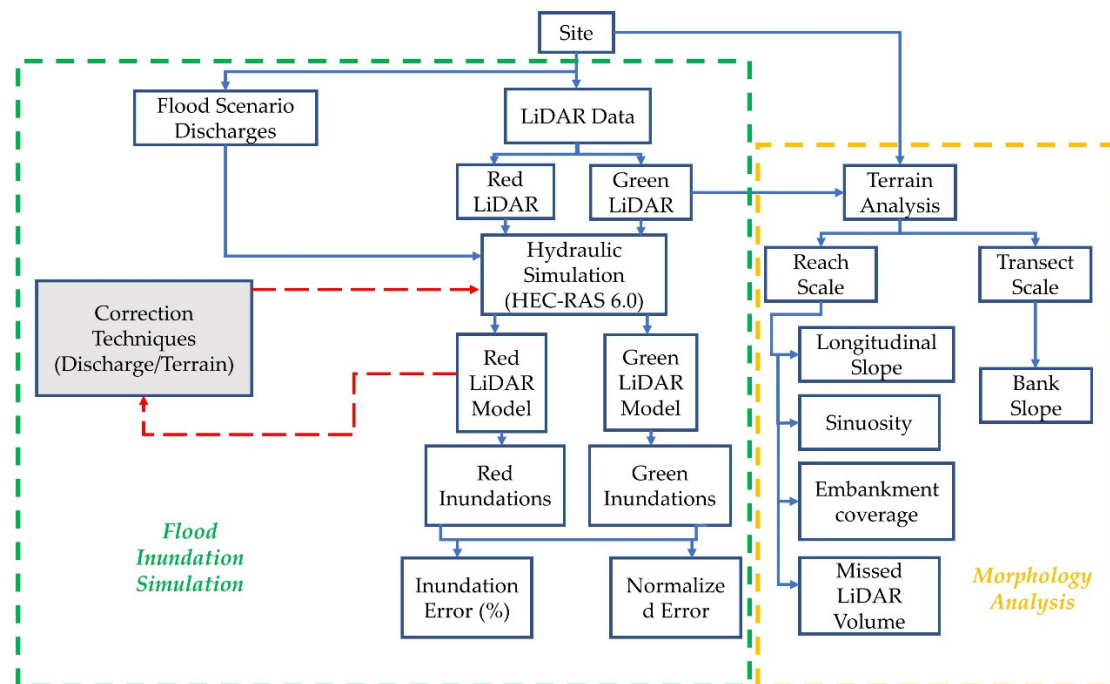 Site
Flood Scenario
Discharges
LiDAR Data
Red
LiDAR
Green
LiDAR
Terrain
Analysis
Hydraulic
Simulation
(HEC-RAS 6.0)
Reach
Scale
Transect
Scale
Correction
Techniques
(Discharge/Terrain)
Red
LiDAR
Model
Green
LiDAR
Model
Longitudinal
Slope
Bank
Slope
Sinuosity
Red
Inundations
Green
Inundations
Embankment
coverage
Flood
Inundation
Simulation
Inundation
Error (%)
Normalize
d Error
Missed
LiDAR
Volume
Morphology
Analysis